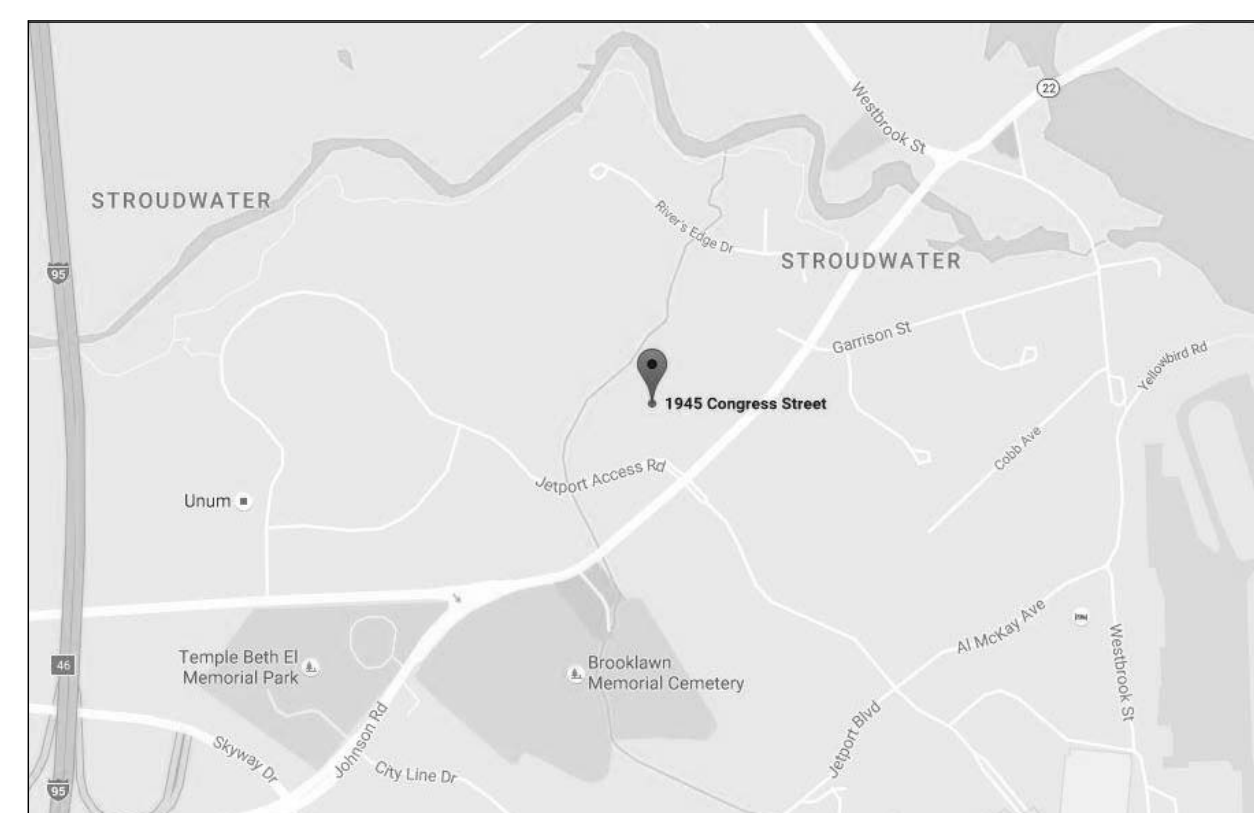 22
Westbrook St
STROUDWATER
River's Edge Dr
STROUDWATER
95
Garrison St
Yellowbird Rd
1945 Congress Street
Cobb Ave
Jetport Access Rd
Unum
Al McKay Ave
Westbrook St
46
Temple Beth El
Memorial Park
Brooklawn
Memorial Cemetery
Jetport Blvd
Johnson Rd
Skyway Dr
City Line Dr
95